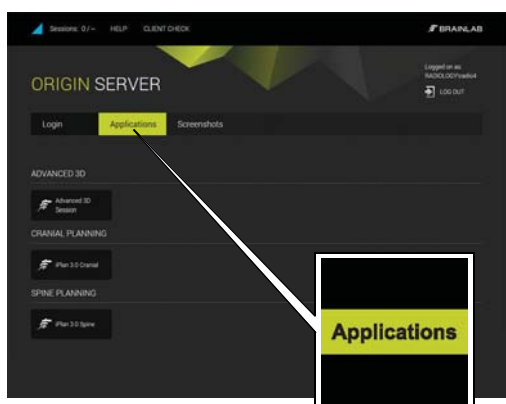 Sessions: 0 / ~ HELP CLIENT CHECK BRAINLAB
Logged on as
ORIGIN SERVER
LOG OUT
Login Applications Screenshots
ADVANCED 3D
Advanced 3D
Session
CRANIAL PLANNING
iPlan 3.0 Cranial
SPINE PLANNING
iPlan 3.0 Spine
Applications